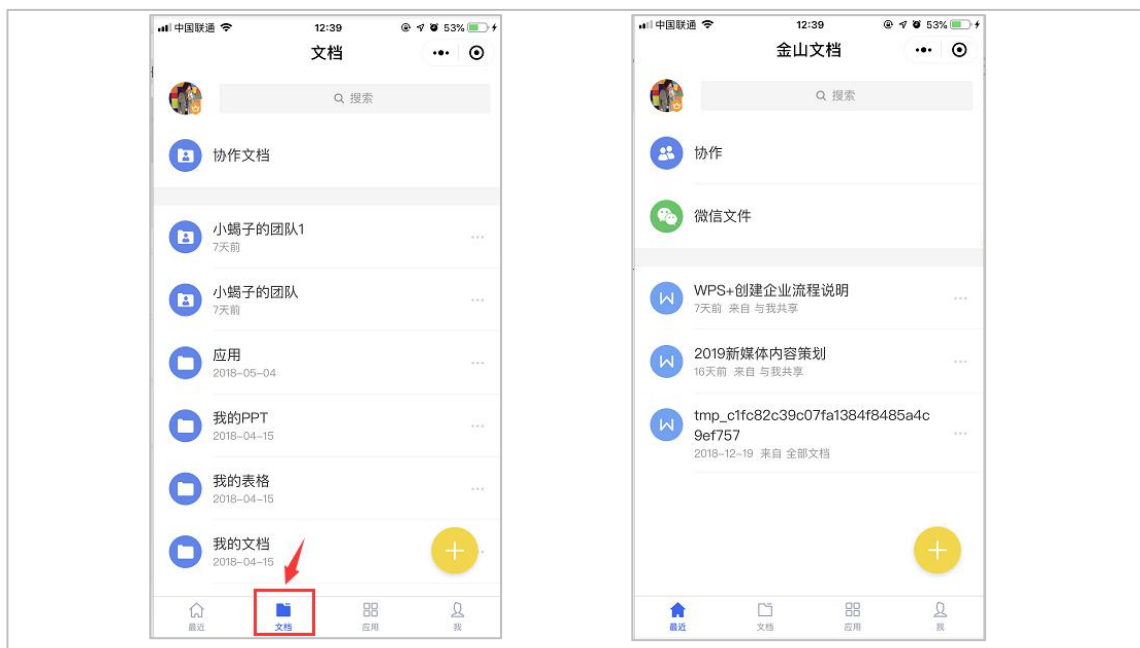 中国联通
12:39
53%
文档
搜索
协作文档
小蝎子的团队1
7天前
小蝎子的团队
7天前
应用
2018-05-04
我的PPT
2018-04-15
我的表格
2018-04-15
我的文档
2018-04-15
最近
文档
应用
我
中国联通
12:39
53%
金山文档
搜索
协作
微信文件
WPS+创建企业流程说明
7天前 来自 与我共享
2019新媒体内容策划
16天前 来自 与我共享
tmp_c1fc82c39c07fa1384f8485a4c
9ef757
2018-12-19 来自 全部文档
最近
文档
应用
我